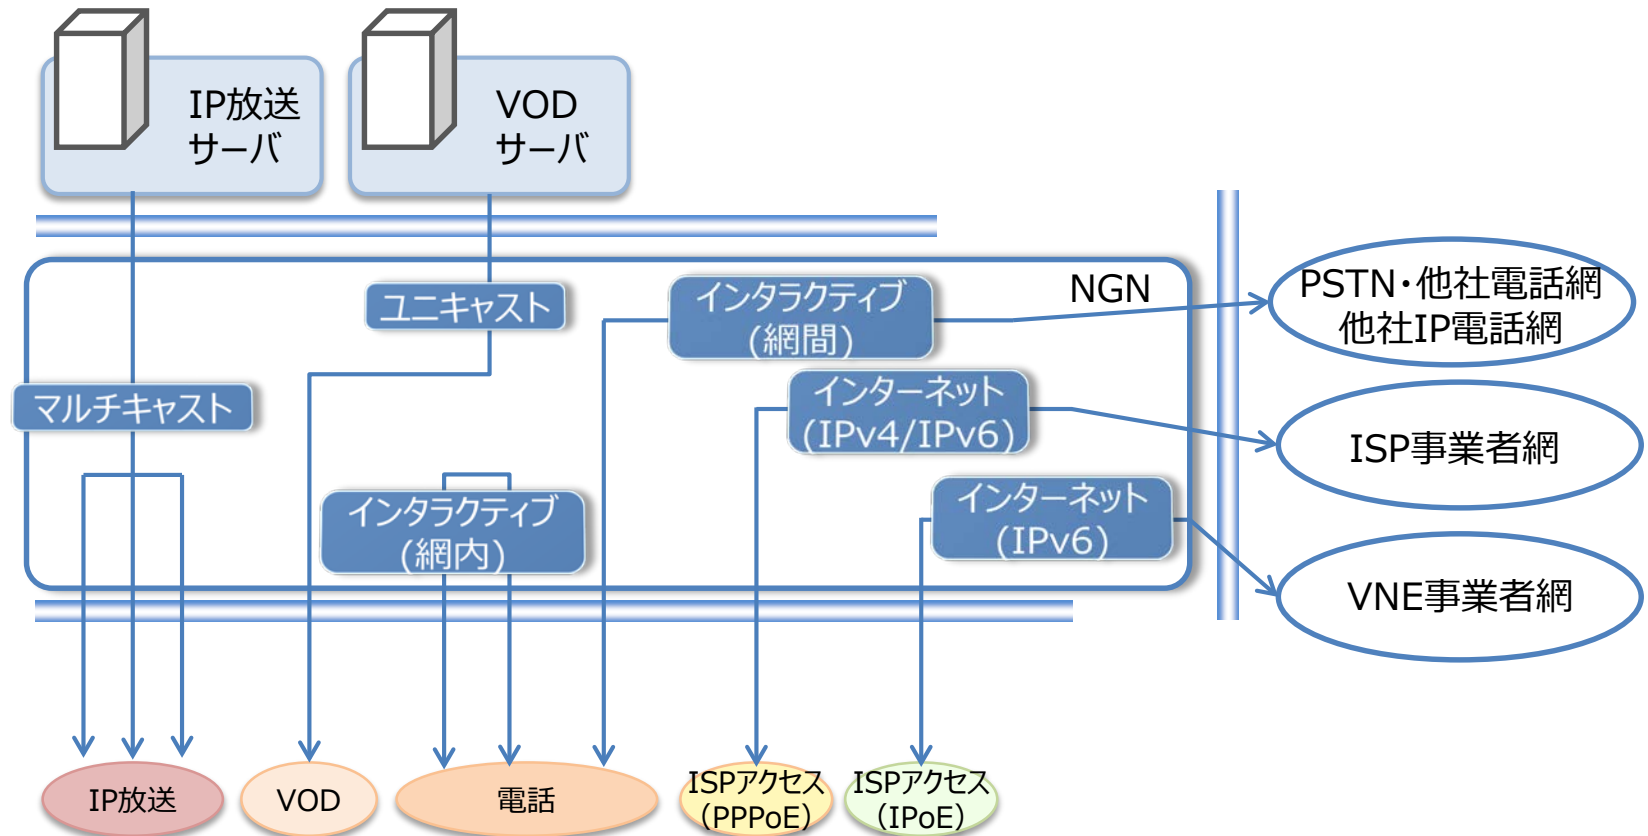 IP放送
サーバ
VOD
サーバ
NGN
ユニキャスト
インタラクティブ
(網間)
PSTN・他社電話網
他社IP電話網
マルチキャスト
インターネット
(IPv4/IPv6)
ISP事業者網
インタラクティブ
(網内)
インターネット
(IPv6)
VNE事業者網
IP放送
VOD
電話
ISPアクセス
（PPPoE）
ISPアクセス
（IPoE）